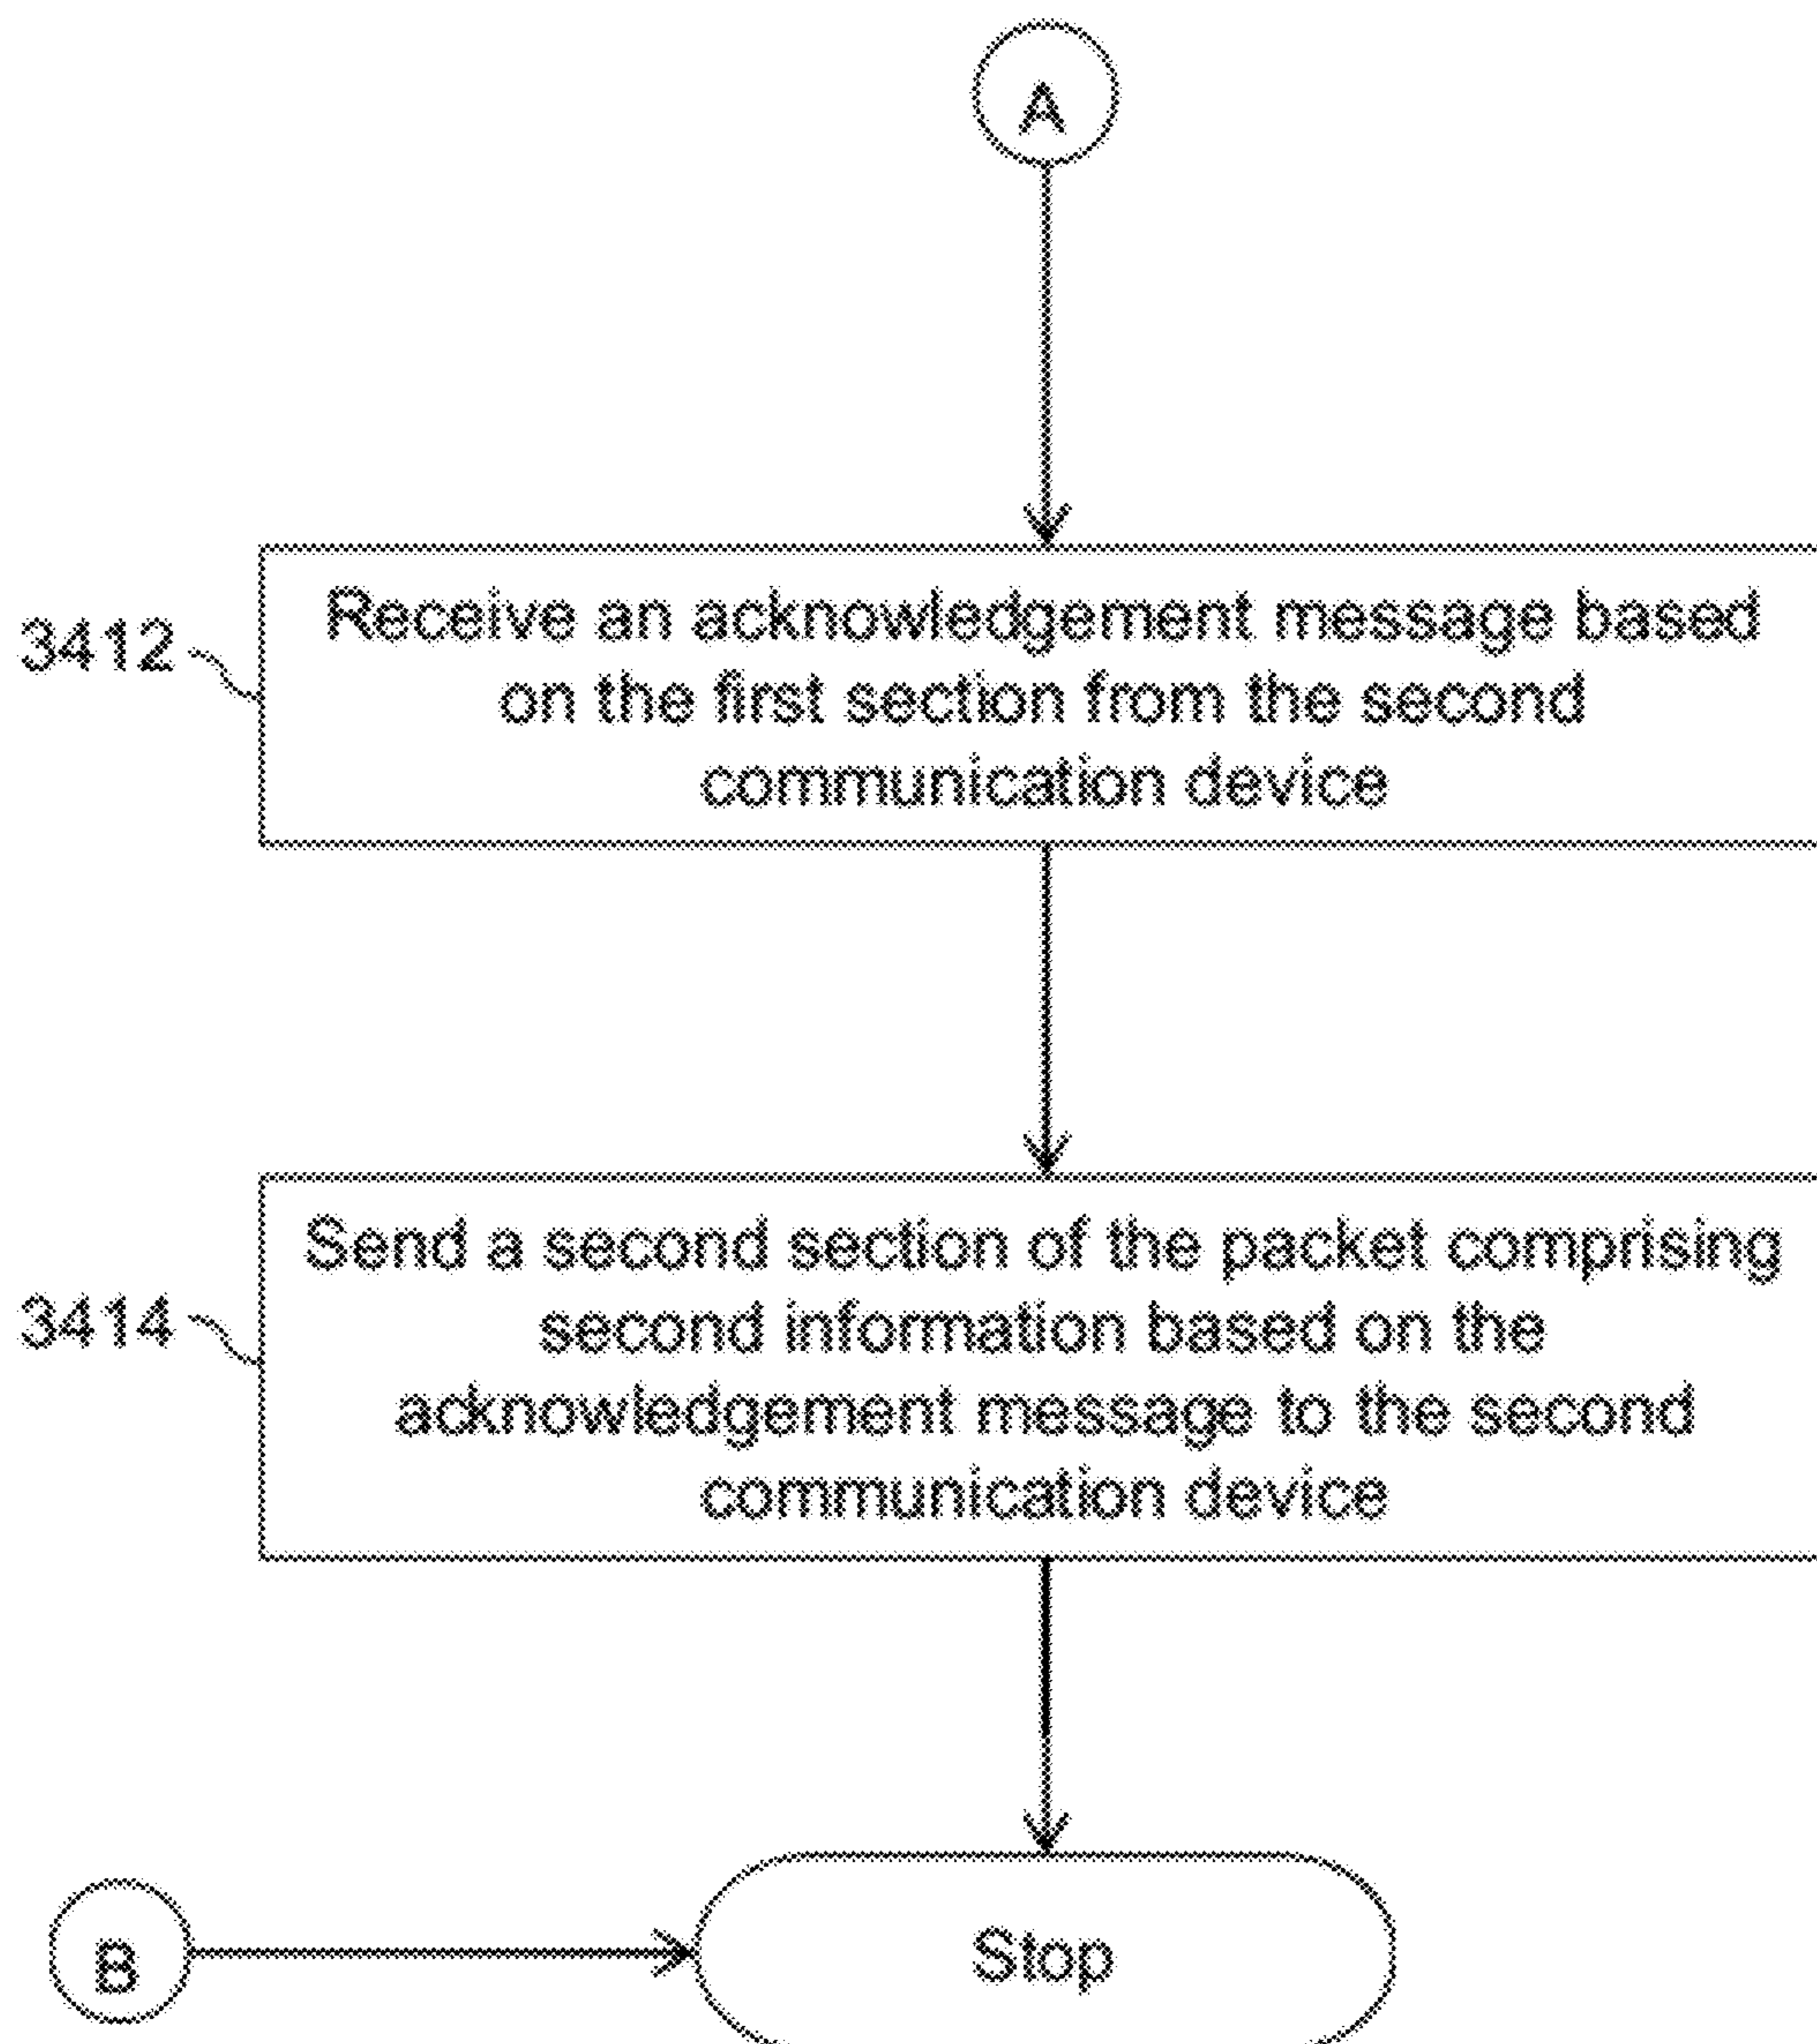 A
3412
Receive an acknowledgement message based
on the first section from the second
communication device
3414
Send a second section of the packet comprising
second information based on the
acknowledgement message to the second
communication device
B
Stop